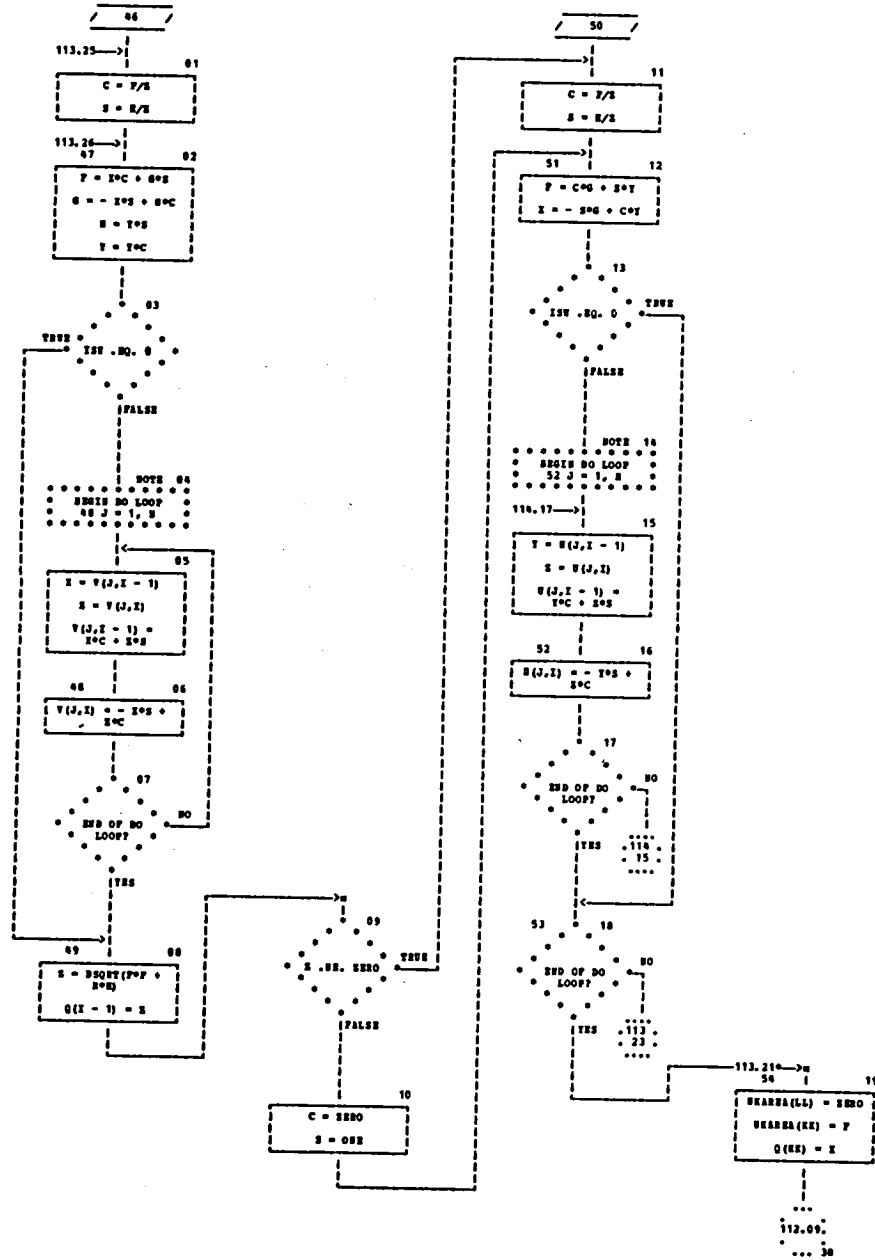 46
113.25
01
C = F/Z
S = H/Z
113.26
47
02
F = X*C + G*S
G = - X*S + G*C
H = Y*S
Y = Y*C
03
TRUE
ISW .EQ. 0
FALSE
NOTE 04
BEGIN DO LOOP
48 J = 1, N
05
X = V(J,I - 1)
Z = V(J,I)
V(J,I - 1) =
X*C + Z*S
48
06
V(J,I) = - X*S +
Z*C
07
NO
END OF DO
LOOP?
YES
49
08
Z = DSQRT(F*F +
H*H)
Q(I - 1) = Z
09
TRUE
Z .NE. ZERO
FALSE
10
C = ZERO
S = ONE
50
11
C = F/Z
S = H/Z
51
12
F = C*G + S*Y
X = - S*G + C*Y
13
TRUE
ISW .EQ. 0
FALSE
NOTE 14
BEGIN DO LOOP
52 J = 1, N
114.17
15
Y = U(J,I - 1)
Z = U(J,I)
U(J,I - 1) =
Y*C + Z*S
52
16
U(J,I) = - Y*S +
Z*C
17
NO
END OF DO
LOOP?
YES
114
15
53
18
NO
END OF DO
LOOP?
YES
113
23
113.21*
54
WKAREA(LL) = ZERO
WKAREA(KK) = F
Q(KK) = X
112.09
38